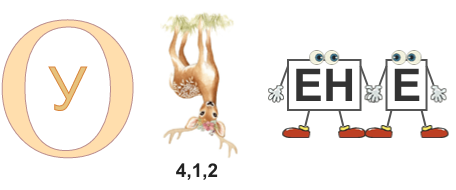 О
У
ЕН Е
4,1,2